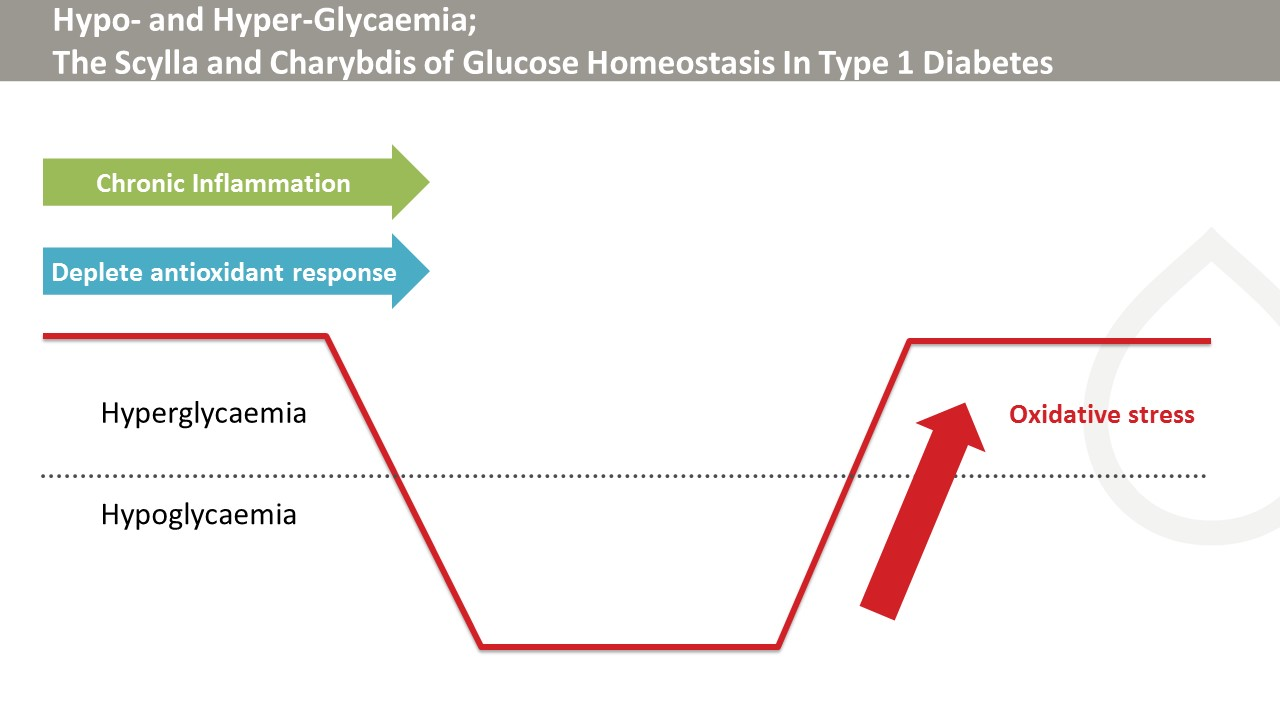 Hypo- and Hyper-Glycaemia;
The Scylla and Charybdis of Glucose Homeostasis In Type 1 Diabetes
Chronic Inflammation
Deplete antioxidant response
Hyperglycaemia
Oxidative stress
Hypoglycaemia